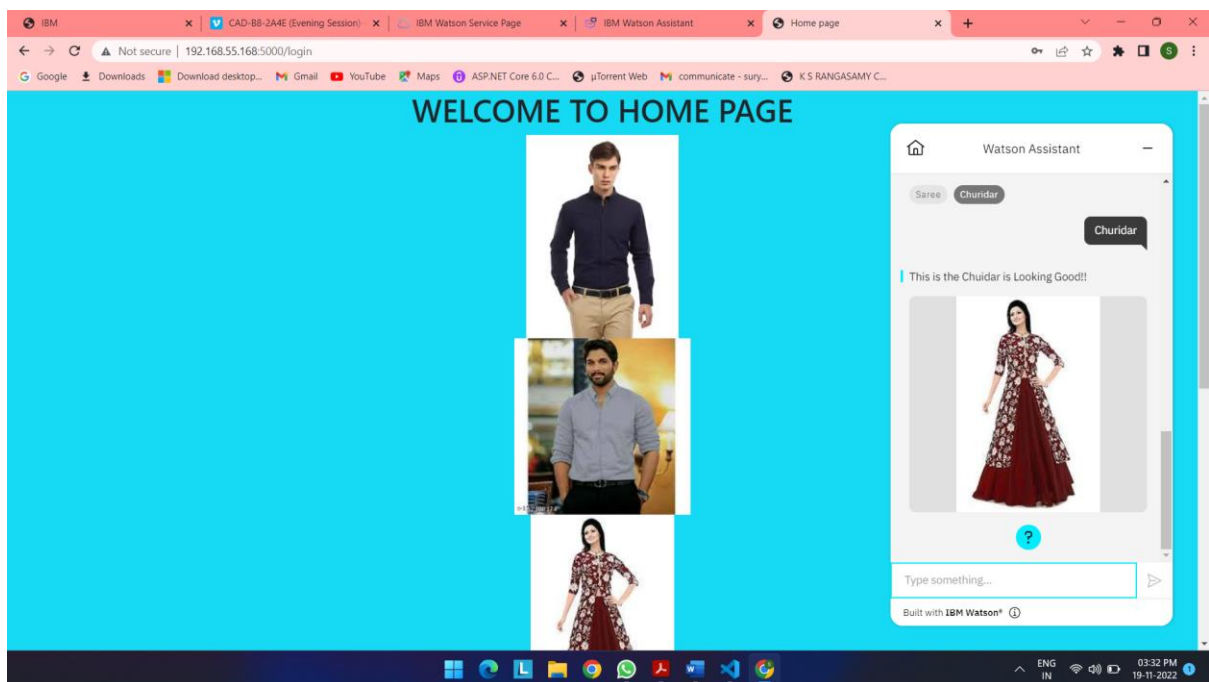 IBM
CAD-BB-2A4E (Evening Session)-
IBM Watson Service Page
IBM Watson Assistant
Home page
Not secure | 192.168.55.168:5000/login
Google
Downloads
Download desktop...
Gmail
YouTube
Maps
ASP.NET Core 6.0 C...
µTorrent Web
communicate - sury...
K S RANGASAMY C...
S
WELCOME TO HOME PAGE
Watson Assistant
Saree
Churidar
Churidar
This is the Chuidar is Looking Good!!
?
Type something...
Built with IBM Watson®
ENG
IN
03:32 PM
19-11-2022
1